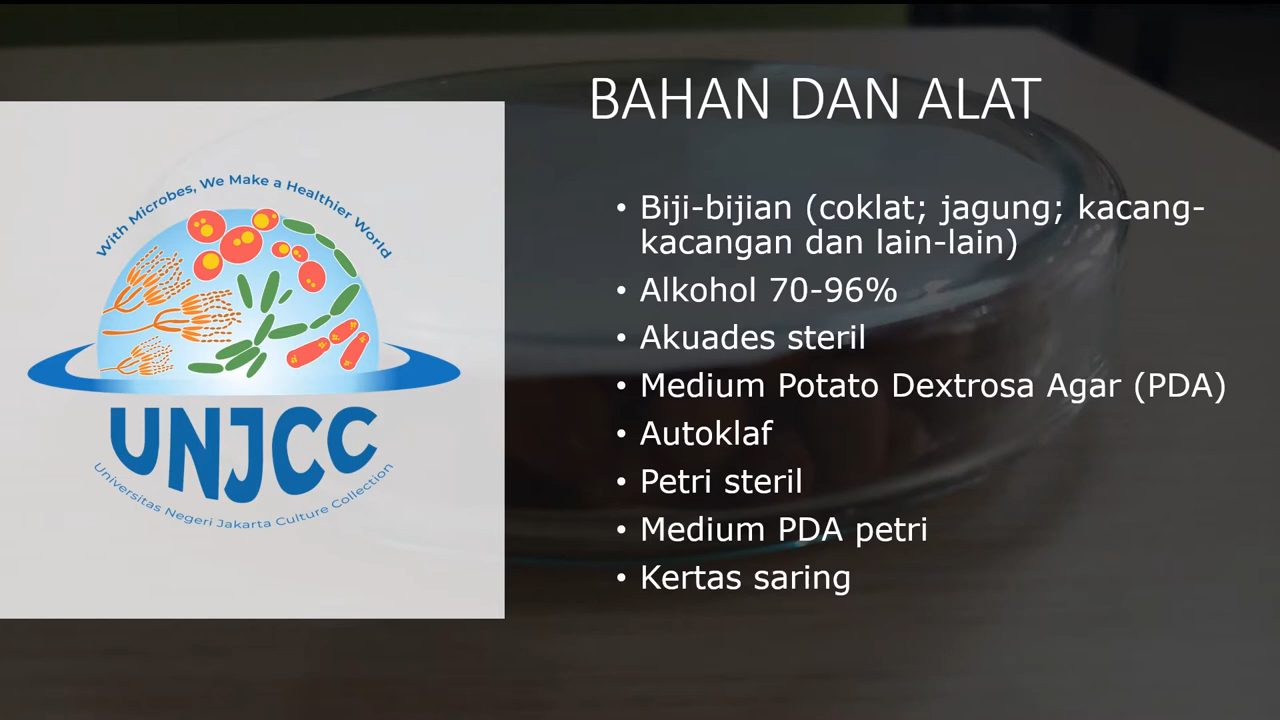 With Microbes, We Make a Healthier World
UNJCC
Universitas Negeri Jakarta Culture Collection
BAHAN DAN ALAT
• Biji-bijian (coklat; jagung; kacang-
kacangan dan lain-lain)
• Alkohol 70-96%
• Akuades steril
• Medium Potato Dextrosa Agar (PDA)
• Autoklaf
• Petri steril
• Medium PDA petri
• Kertas saring